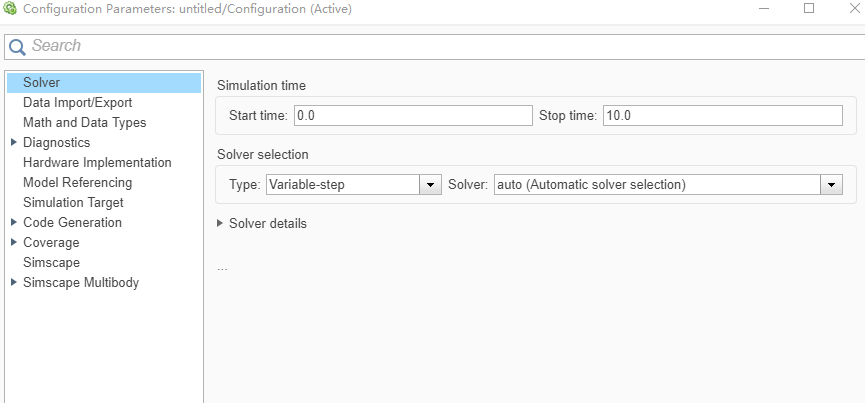 Configuration Parameters: untitled/Configuration (Active)
Search
Solver
Data Import/Export
Math and Data Types
Diagnostics
Hardware Implementation
Model Referencing
Simulation Target
Code Generation
Coverage
Simscape
Simscape Multibody
Simulation time
Start time: 0.0 Stop time: 10.0
Solver selection
Type: Variable-step Solver: auto (Automatic solver selection)
Solver details
...